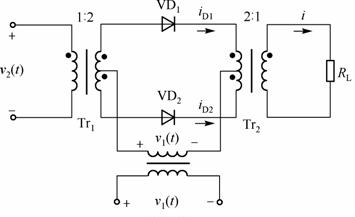 1:2
VD₁
i_D1
2:1
i
+
v₂(t)
−
R_L
VD₂
i_D2
Tr₁
Tr₂
+ v₁(t) −
+ v₁(t) −